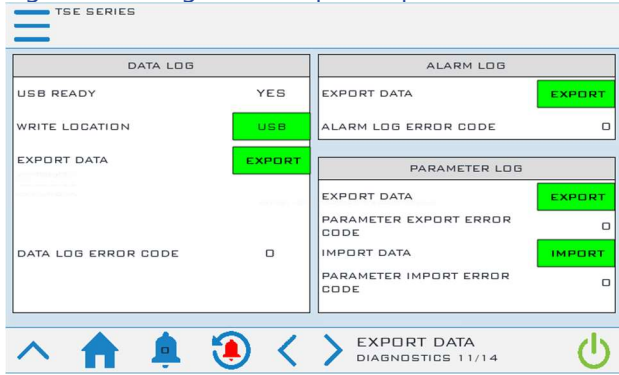 TSE SERIES
DATA LOG
USB READY YES
WRITE LOCATION USB
EXPORT DATA EXPORT
DATA LOG ERROR CODE 0
ALARM LOG
EXPORT DATA EXPORT
ALARM LOG ERROR CODE 0
PARAMETER LOG
EXPORT DATA EXPORT
PARAMETER EXPORT ERROR
CODE 0
IMPORT DATA IMPORT
PARAMETER IMPORT ERROR
CODE 0
0
EXPORT DATA
DIAGNOSTICS 11/14